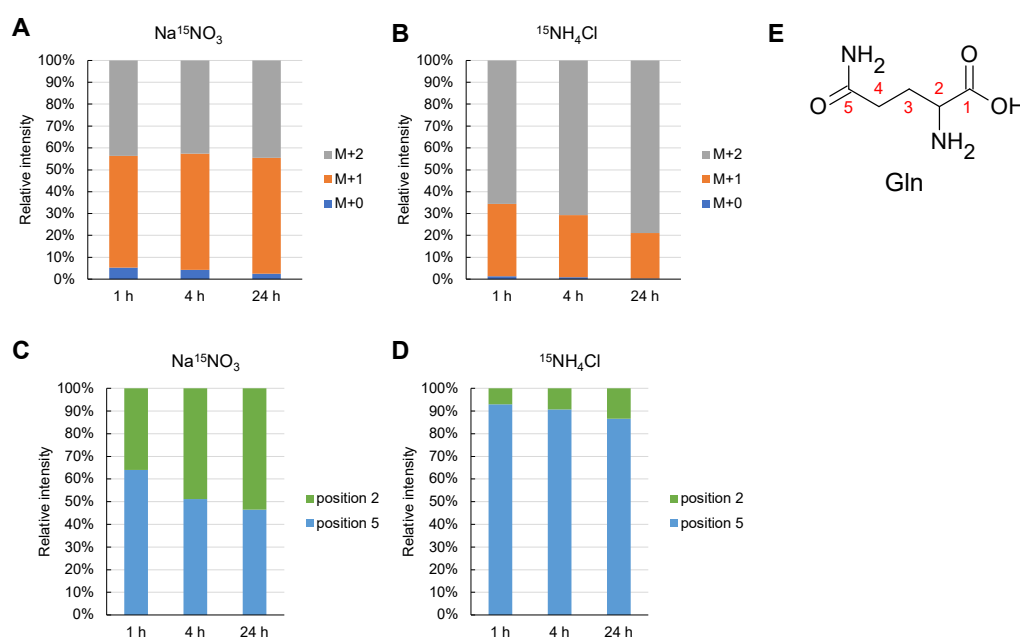 A
Na¹⁵NO₃
Relative intensity
100%
90%
80%
70%
60%
50%
40%
30%
20%
10%
0%
1 h 4 h 24 h
M+2
M+1
M+0
B
¹⁵NH₄Cl
Relative intensity
100%
90%
80%
70%
60%
50%
40%
30%
20%
10%
0%
1 h 4 h 24 h
M+2
M+1
M+0
E
NH₂ O
4 2
O 5 3 1 OH
NH₂
Gln
C
Na¹⁵NO₃
Relative intensity
100%
90%
80%
70%
60%
50%
40%
30%
20%
10%
0%
1 h 4 h 24 h
position 2
position 5
D
¹⁵NH₄Cl
Relative intensity
100%
90%
80%
70%
60%
50%
40%
30%
20%
10%
0%
1 h 4 h 24 h
position 2
position 5